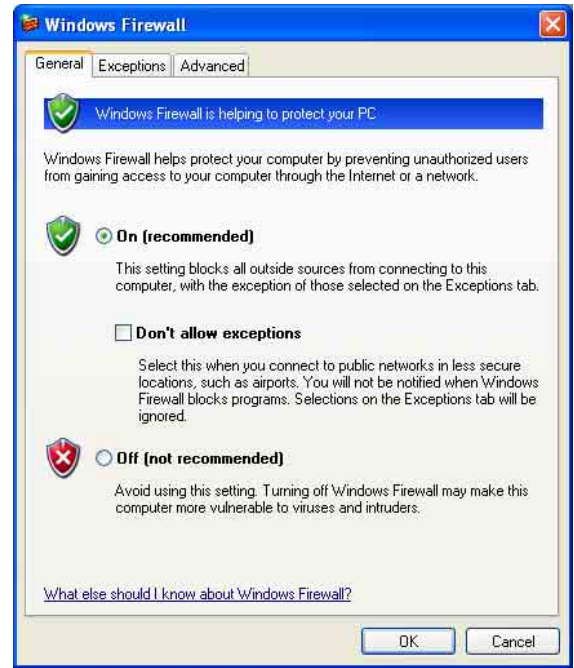 Windows Firewall
General Exceptions Advanced
Windows Firewall is helping to protect your PC
Windows Firewall helps protect your computer by preventing unauthorized users
from gaining access to your computer through the Internet or a network.
On (recommended)
This setting blocks all outside sources from connecting to this
computer, with the exception of those selected on the Exceptions tab.
Don't allow exceptions
Select this when you connect to public networks in less secure
locations, such as airports. You will not be notified when Windows
Firewall blocks programs. Selections on the Exceptions tab will be
ignored.
Off (not recommended)
Avoid using this setting. Turning off Windows Firewall may make this
computer more vulnerable to viruses and intruders.
What else should I know about Windows Firewall?
OK Cancel